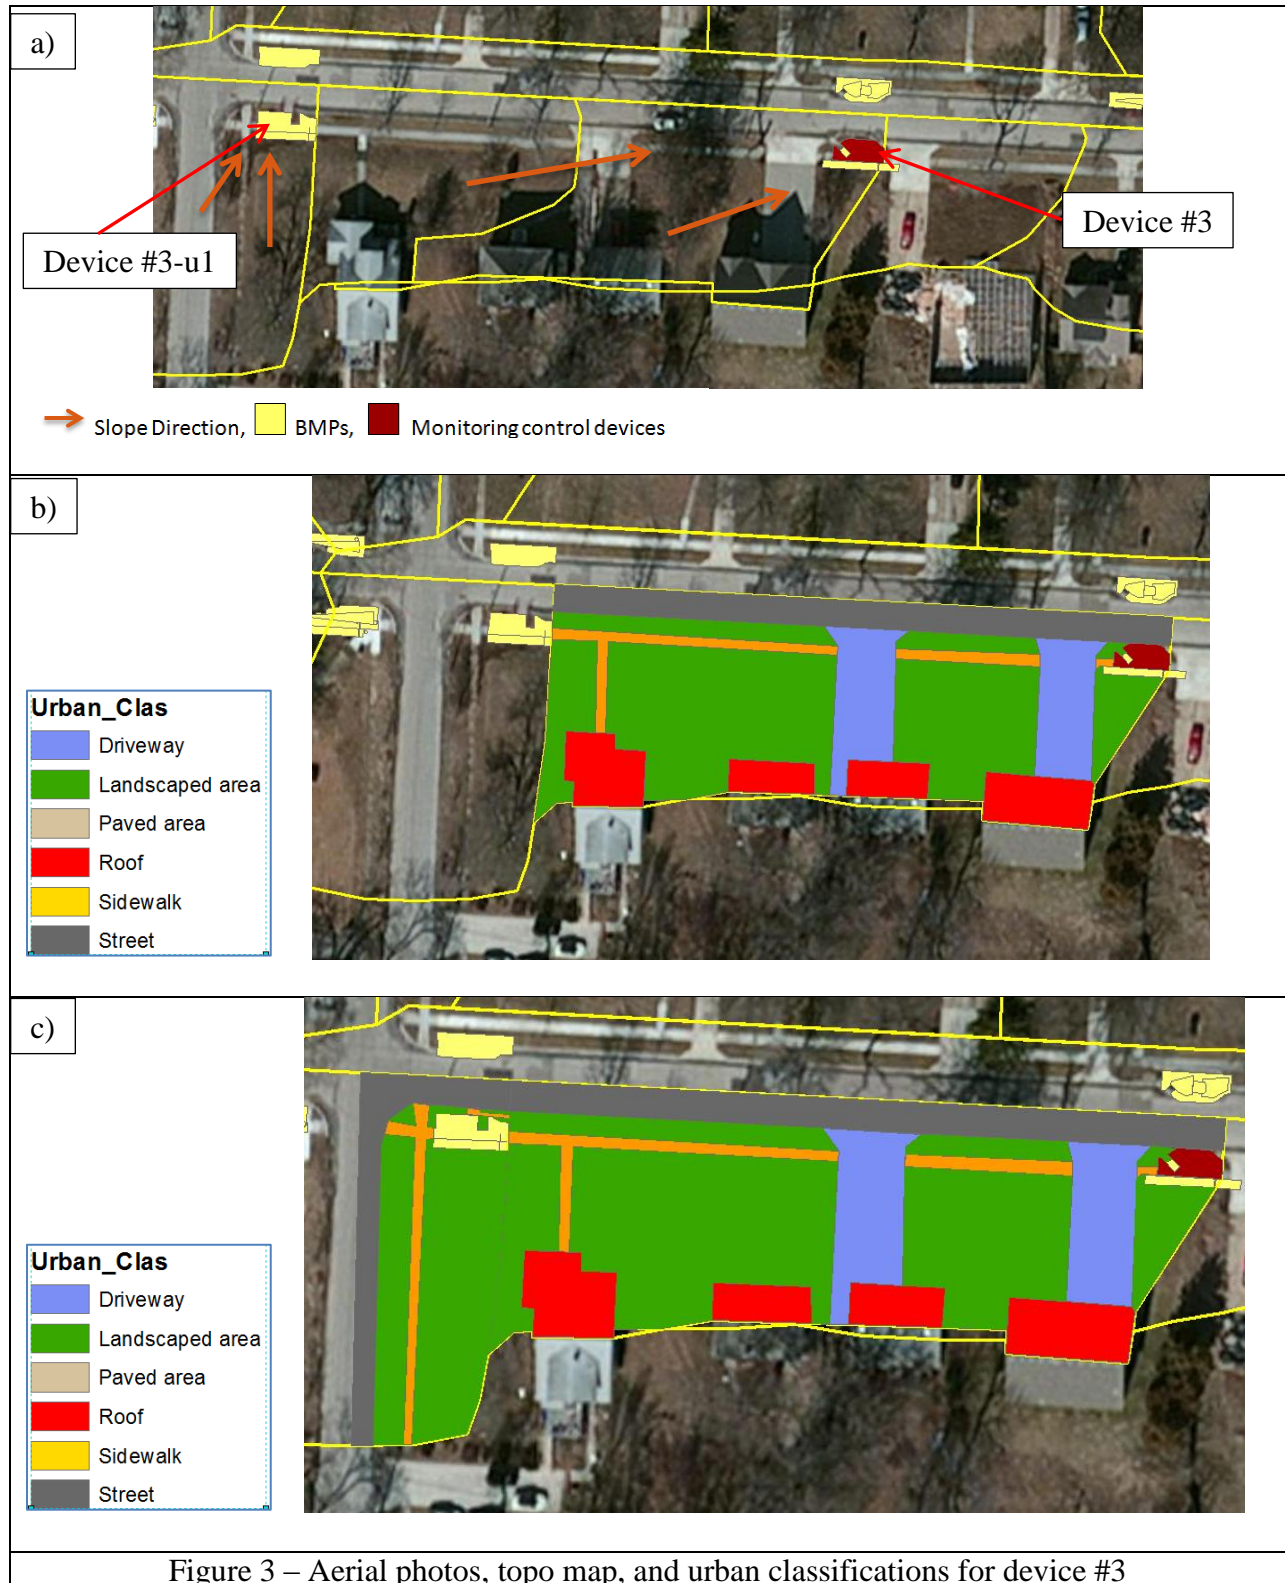 a)
Device #3-u1
Device #3
Slope Direction, BMPs, Monitoring control devices
b)
Urban_Clas
Driveway
Landscaped area
Paved area
Roof
Sidewalk
Street
c)
Urban_Clas
Driveway
Landscaped area
Paved area
Roof
Sidewalk
Street
Figure 3 – Aerial photos, topo map, and urban classifications for device #3